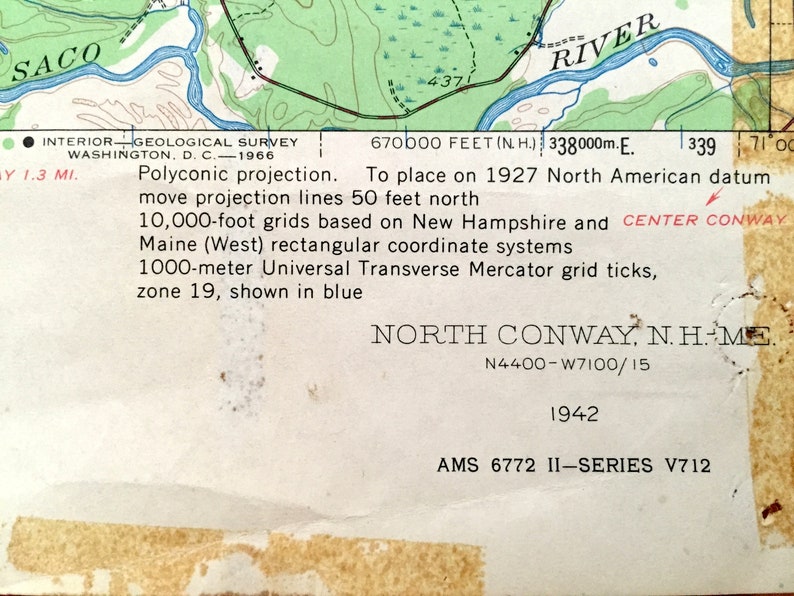 SACO
RIVER
437
INTERIOR—GEOLOGICAL SURVEY
WASHINGTON, D. C.—1966
670000 FEET (N.H.)
338000m.E.
339
71°00
AY 1.3 MI.
Polyconic projection. To place on 1927 North American datum
move projection lines 50 feet north
10,000-foot grids based on New Hampshire and
Maine (West) rectangular coordinate systems
1000-meter Universal Transverse Mercator grid ticks,
zone 19, shown in blue
CENTER CONWAY
NORTH CONWAY, N.H.-ME.
N4400-W7100/15
1942
AMS 6772 II—SERIES V712